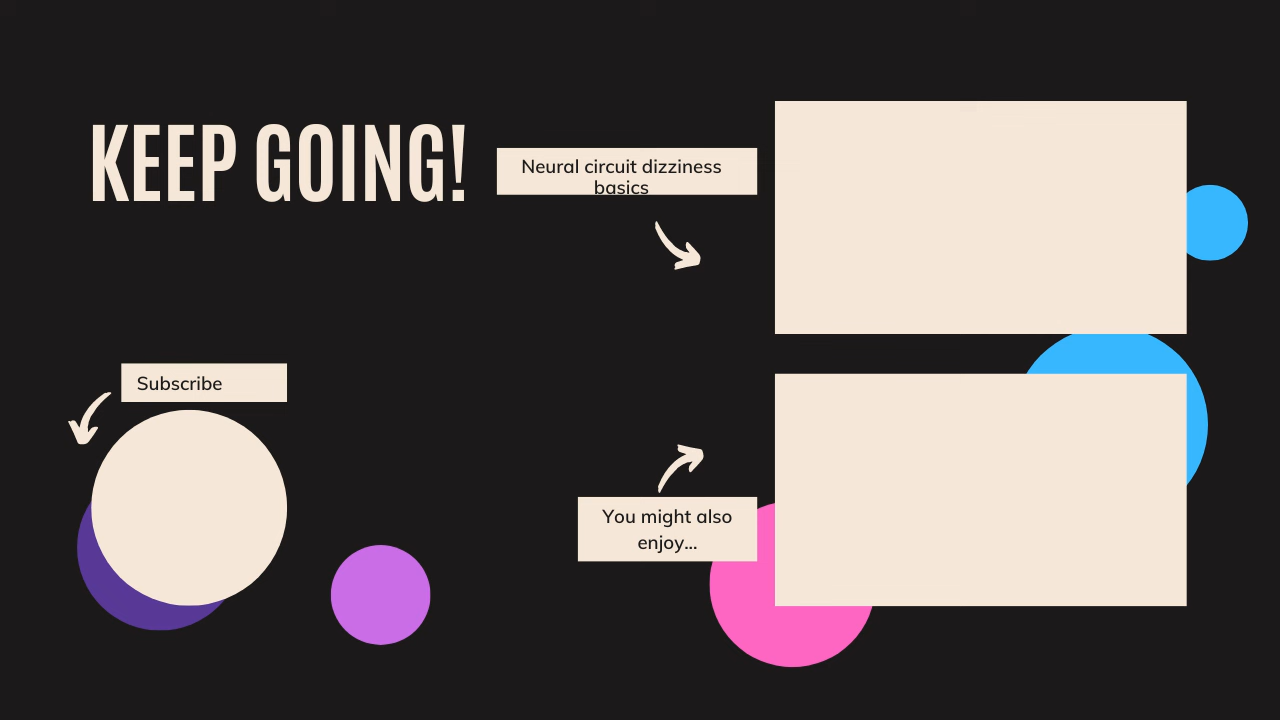 KEEP GOING!
Neural circuit dizziness
basics
Subscribe
You might also
enjoy...